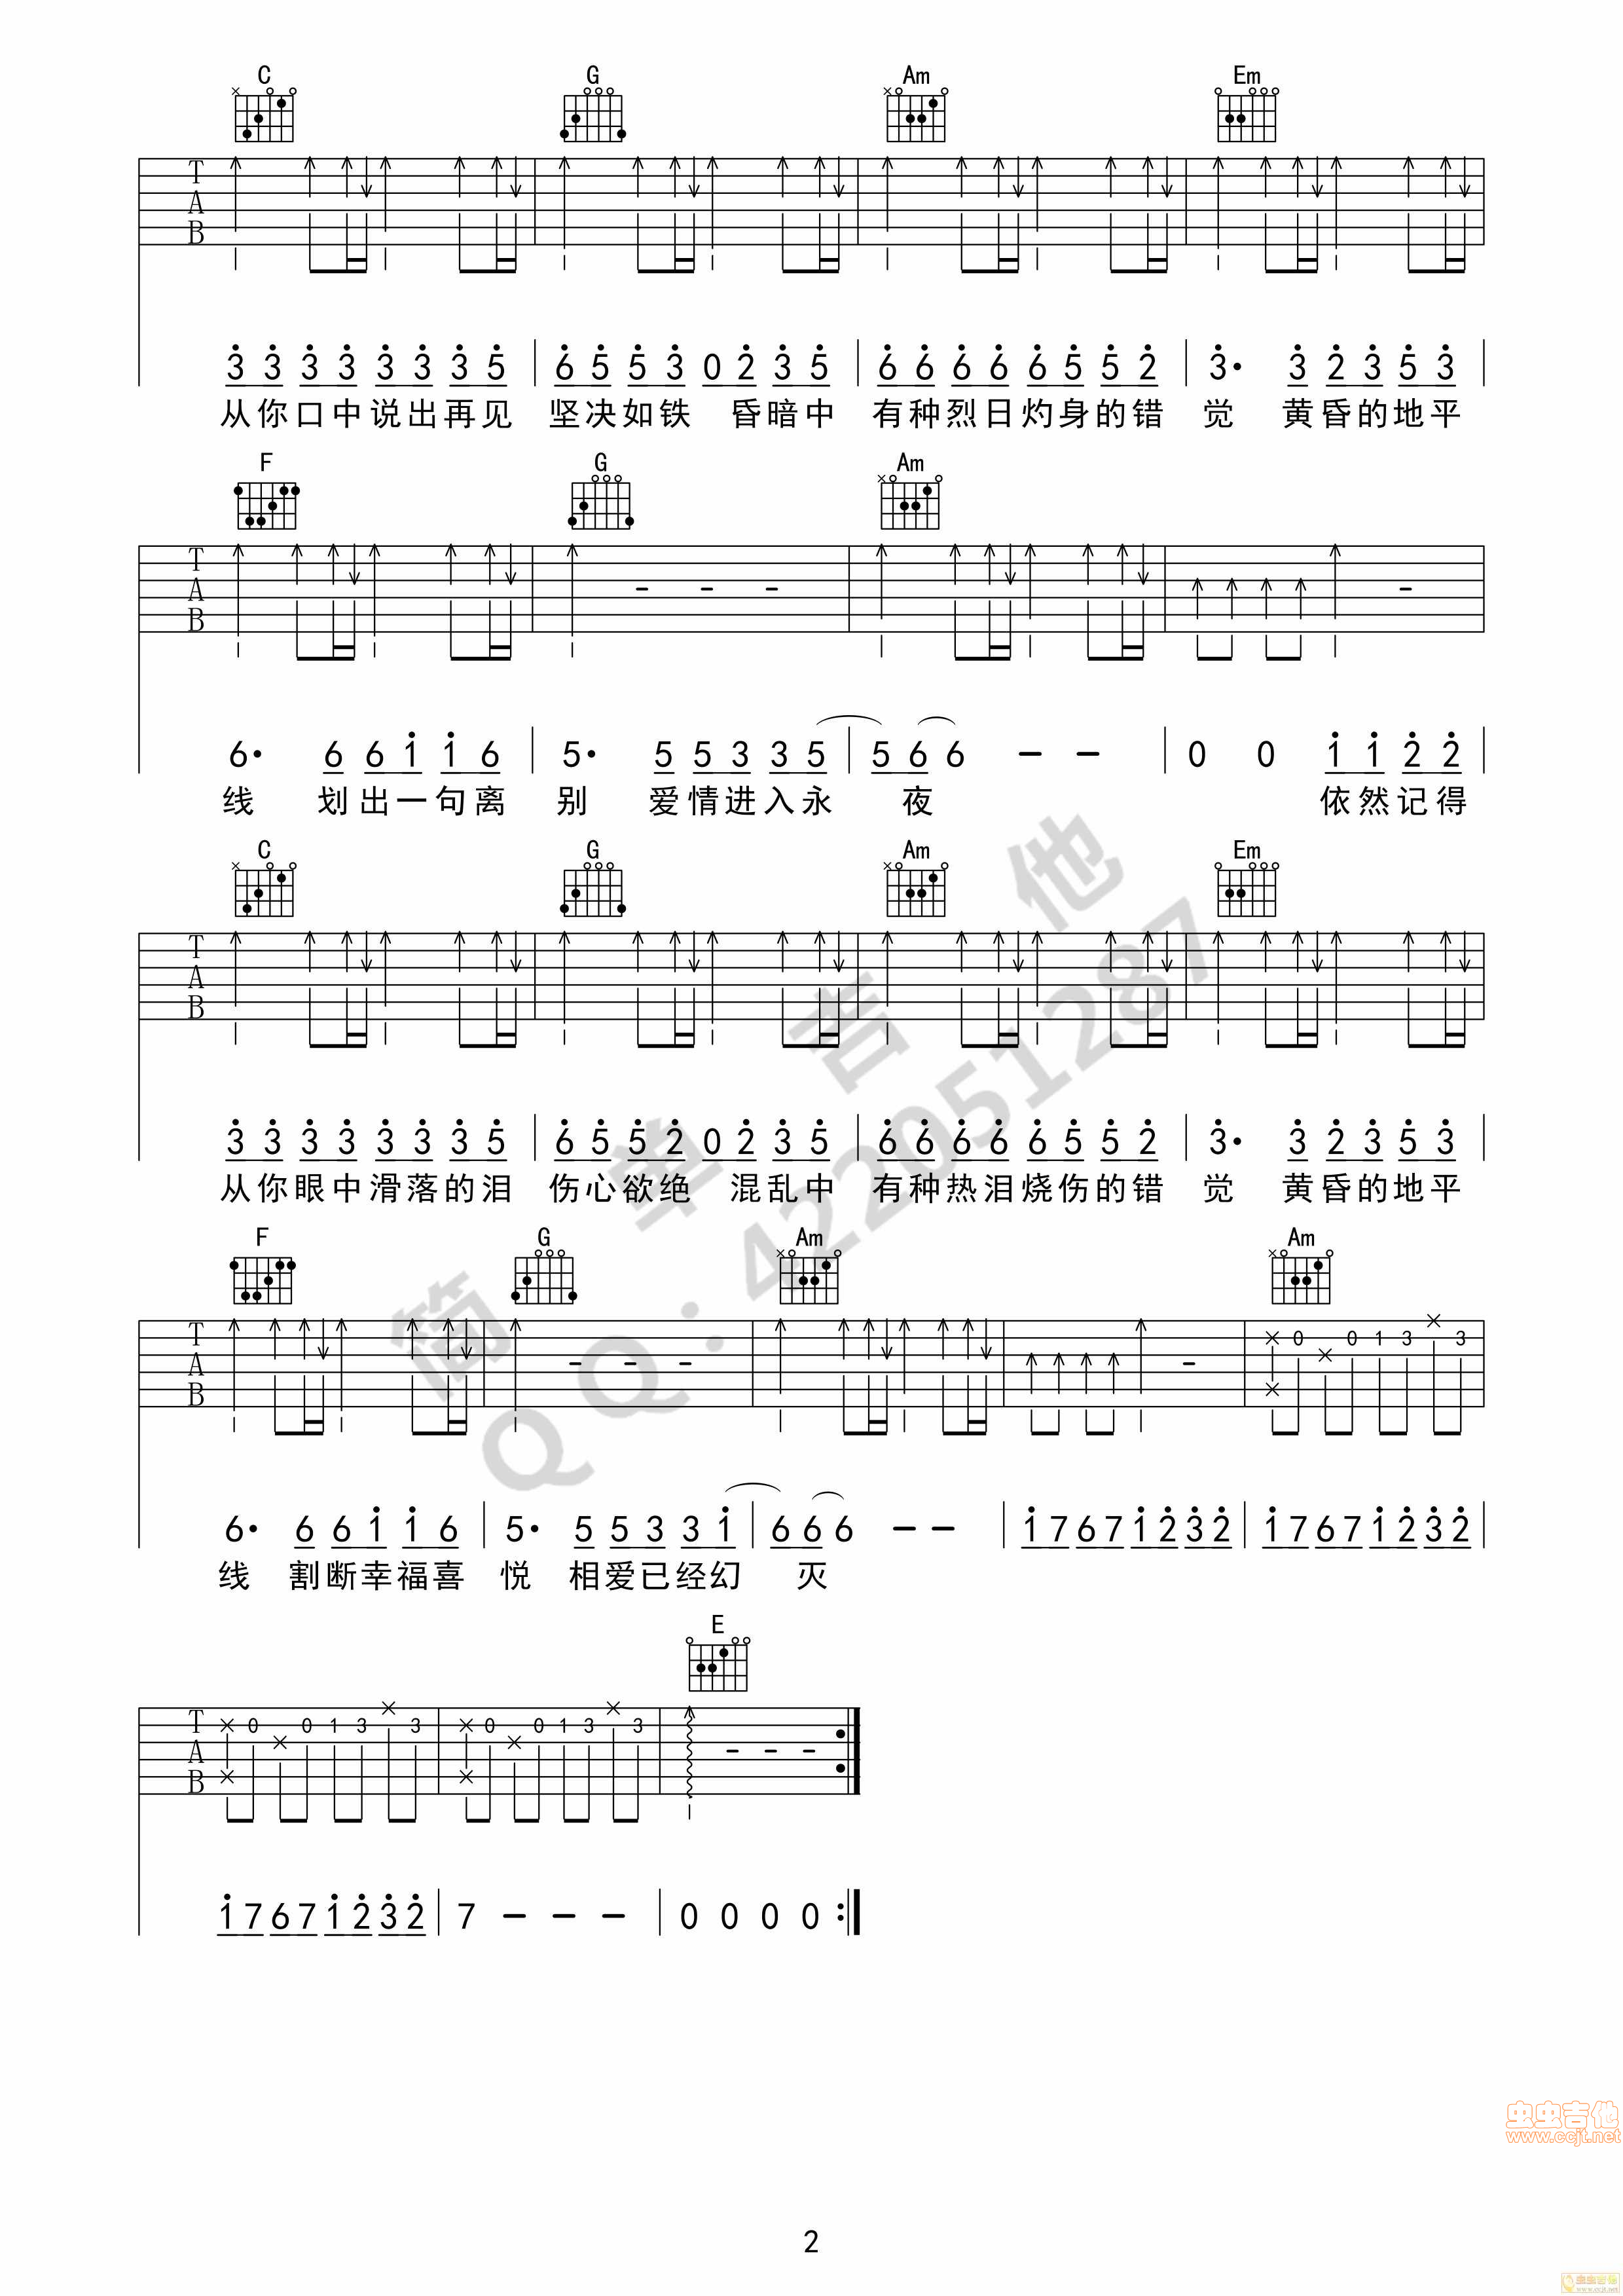 C G Am Em
T
A
B
3 3 3 3 3 3 3 5 6 5 5 3 0 2 3 5 6 6 6 6 6 5 5 2 3· 3 2 3 5 3
从你口中说出再见 坚决如铁 昏暗中 有种烈日灼身的错 觉 黄昏的地平
F G Am
T
A
B
6· 6 6 1 1 6 5· 5 5 3 3 5 5 6 6 – – 0 0 1 1 2 2
线 划出一句离 别 爱情进入永 夜 依然记得
C G Am Em
T
A
B
3 3 3 3 3 3 3 5 6 5 5 2 0 2 3 5 6 6 6 6 6 5 5 2 3· 3 2 3 5 3
从你眼中滑落的泪 伤心欲绝 混乱中 有种热泪烧伤的错 觉 黄昏的地平
F G Am Am
T
A
B
0 0 1 3 3
6· 6 6 1 1 6 5· 5 5 3 3 1 6 6 6 – – 1 7 6 7 1 2 3 2 1 7 6 7 1 2 3 2
线 割断幸福喜 悦 相爱已经幻 灭
E
T
A
B
0 0 1 3 3 0 0 1 3 3
1 7 6 7 1 2 3 2 7 – – – 0 0 0 0
简单吉他
QQ:422051287
虫虫吉他
www.ccjt.net
2
虫虫吉他
www.ccjt.net